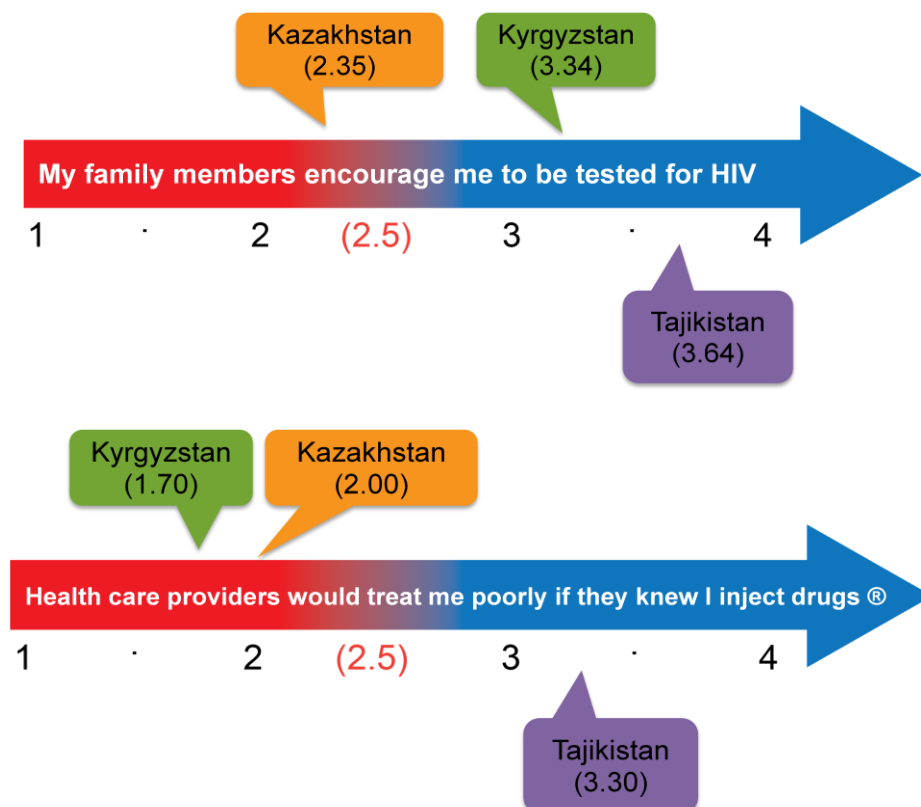 Kazakhstan
(2.35)
Kyrgyzstan
(3.34)
My family members encourage me to be tested for HIV
1 · 2 (2.5) 3 · 4
Tajikistan
(3.64)
Kyrgyzstan
(1.70)
Kazakhstan
(2.00)
Health care providers would treat me poorly if they knew I inject drugs ®
1 · 2 (2.5) 3 · 4
Tajikistan
(3.30)